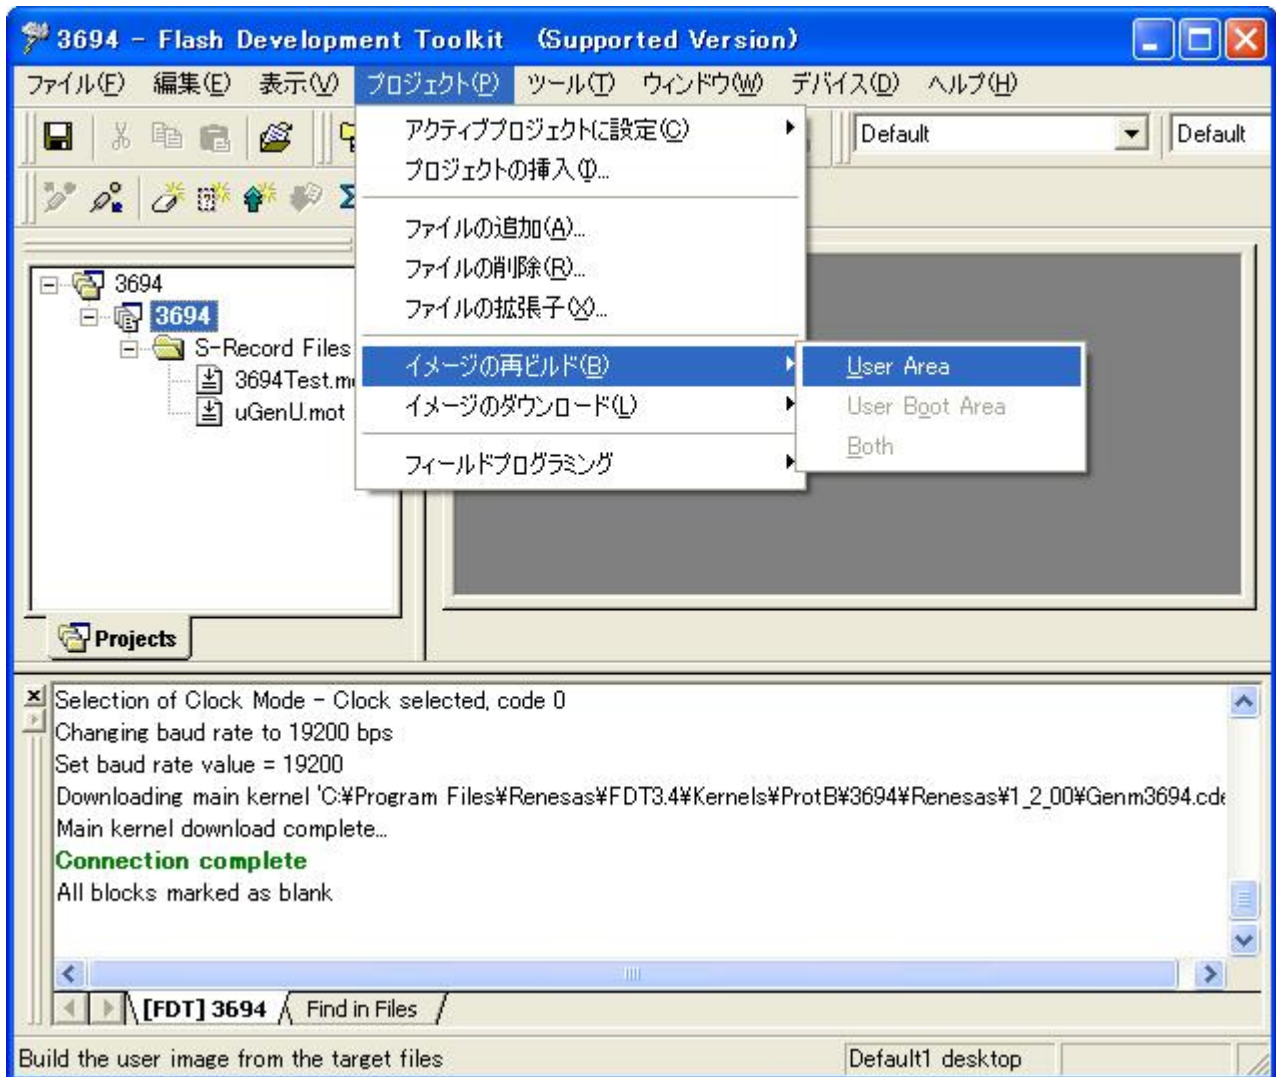 3694 - Flash Development Toolkit (Supported Version)
ファイル(F) 編集(E) 表示(V) プロジェクト(P) ツール(T) ウィンドウ(W) デバイス(D) ヘルプ(H)
アクティブプロジェクトに設定(C)
Default
Default
プロジェクトの挿入(I)...
ファイルの追加(A)...
ファイルの削除(R)...
ファイルの拡張子(X)...
イメージの再ビルド(B)
イメージのダウンロード(L)
フィールドプログラミング
User Area
User Boot Area
Both
3694
3694
S-Record Files
3694Test.m
uGenU.mot
Projects
Selection of Clock Mode - Clock selected, code 0
Changing baud rate to 19200 bps
Set baud rate value = 19200
Downloading main kernel 'C:¥Program Files¥Renesas¥FDT3.4¥Kernels¥ProtB¥3694¥Renesas¥1_2_00¥Genm3694.cde
Main kernel download complete...
Connection complete
All blocks marked as blank
[FDT] 3694 Find in Files
Build the user image from the target files
Default1 desktop